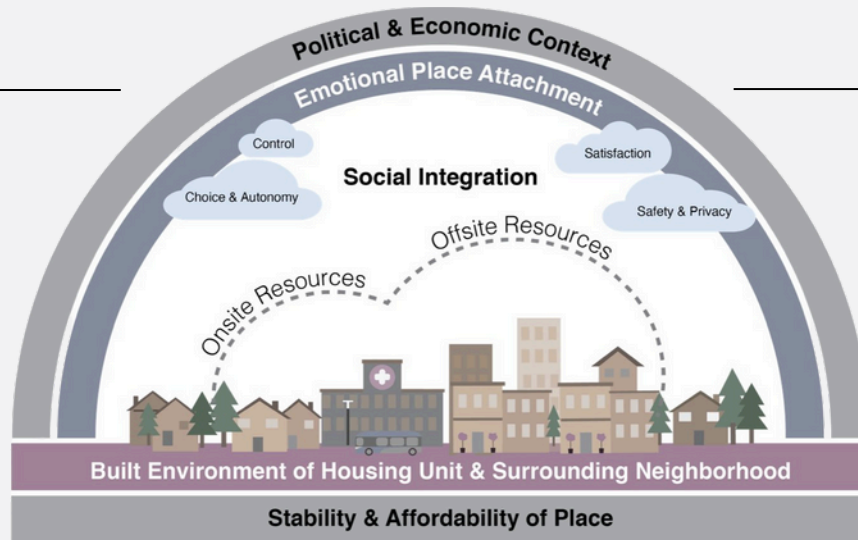 Political & Economic Context
Emotional Place Attachment
Control
Satisfaction
Social Integration
Choice & Autonomy
Safety & Privacy
Offsite Resources
Onsite Resources
Built Environment of Housing Unit & Surrounding Neighborhood
Stability & Affordability of Place